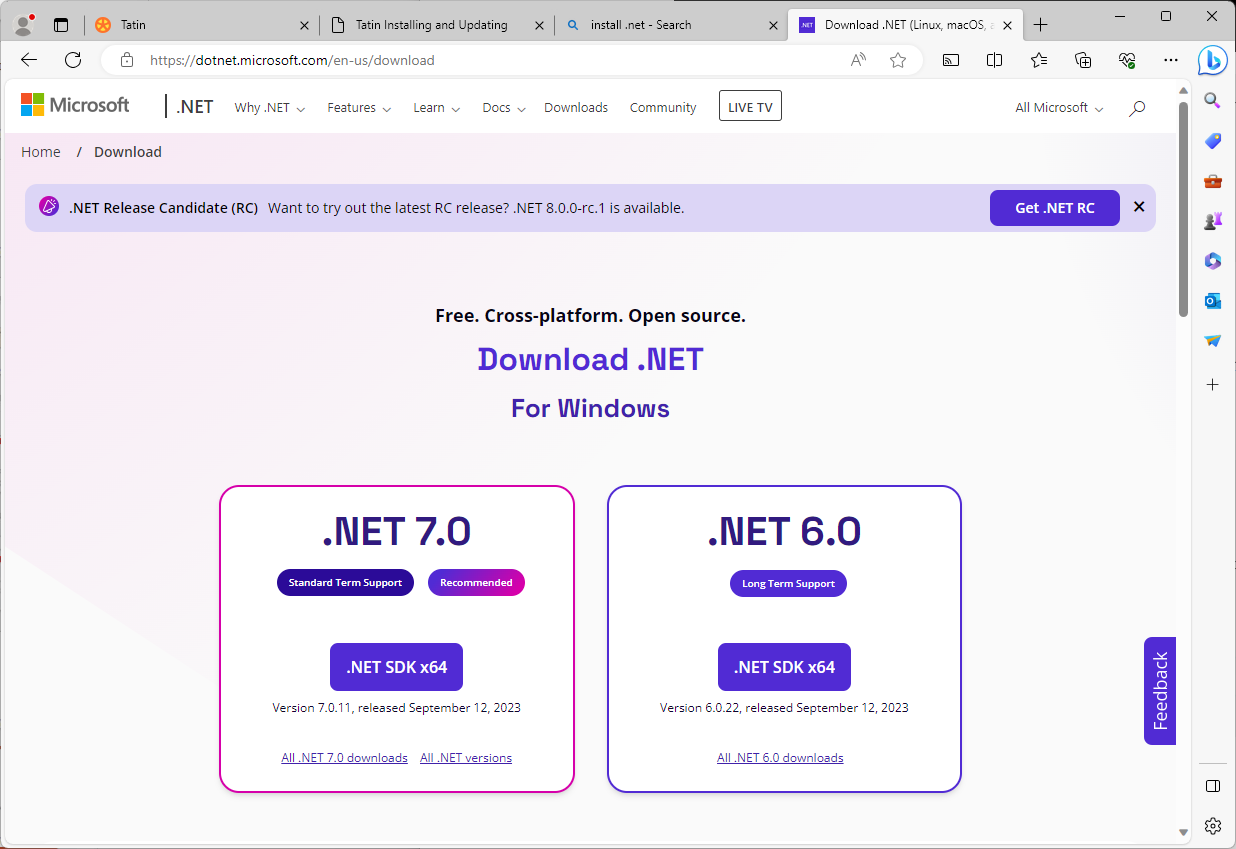 Tatin
Tatin Installing and Updating
install .net - Search
Download .NET (Linux, macOS,
https://dotnet.microsoft.com/en-us/download
Microsoft
.NET
Why .NET
Features
Learn
Docs
Downloads
Community
LIVE TV
All Microsoft
Home / Download
.NET Release Candidate (RC) Want to try out the latest RC release? .NET 8.0.0-rc.1 is available.
Get .NET RC
Free. Cross-platform. Open source.
Download .NET
For Windows
.NET 7.0
Standard Term Support
Recommended
.NET SDK x64
Version 7.0.11, released September 12, 2023
All .NET 7.0 downloads
All .NET versions
.NET 6.0
Long Term Support
.NET SDK x64
Version 6.0.22, released September 12, 2023
All .NET 6.0 downloads
Feedback